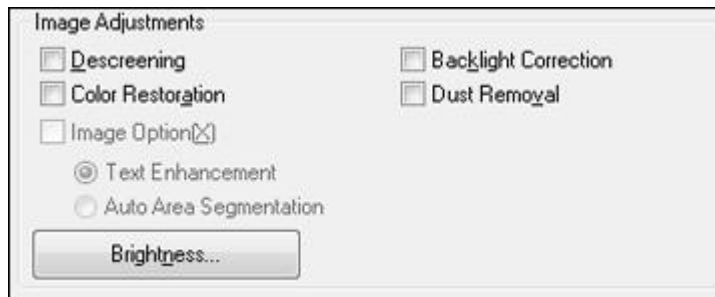 Image Adjustments
Descreening
Backlight Correction
Color Restoration
Dust Removal
Image Option(X)
Text Enhancement
Auto Area Segmentation
Brightness...